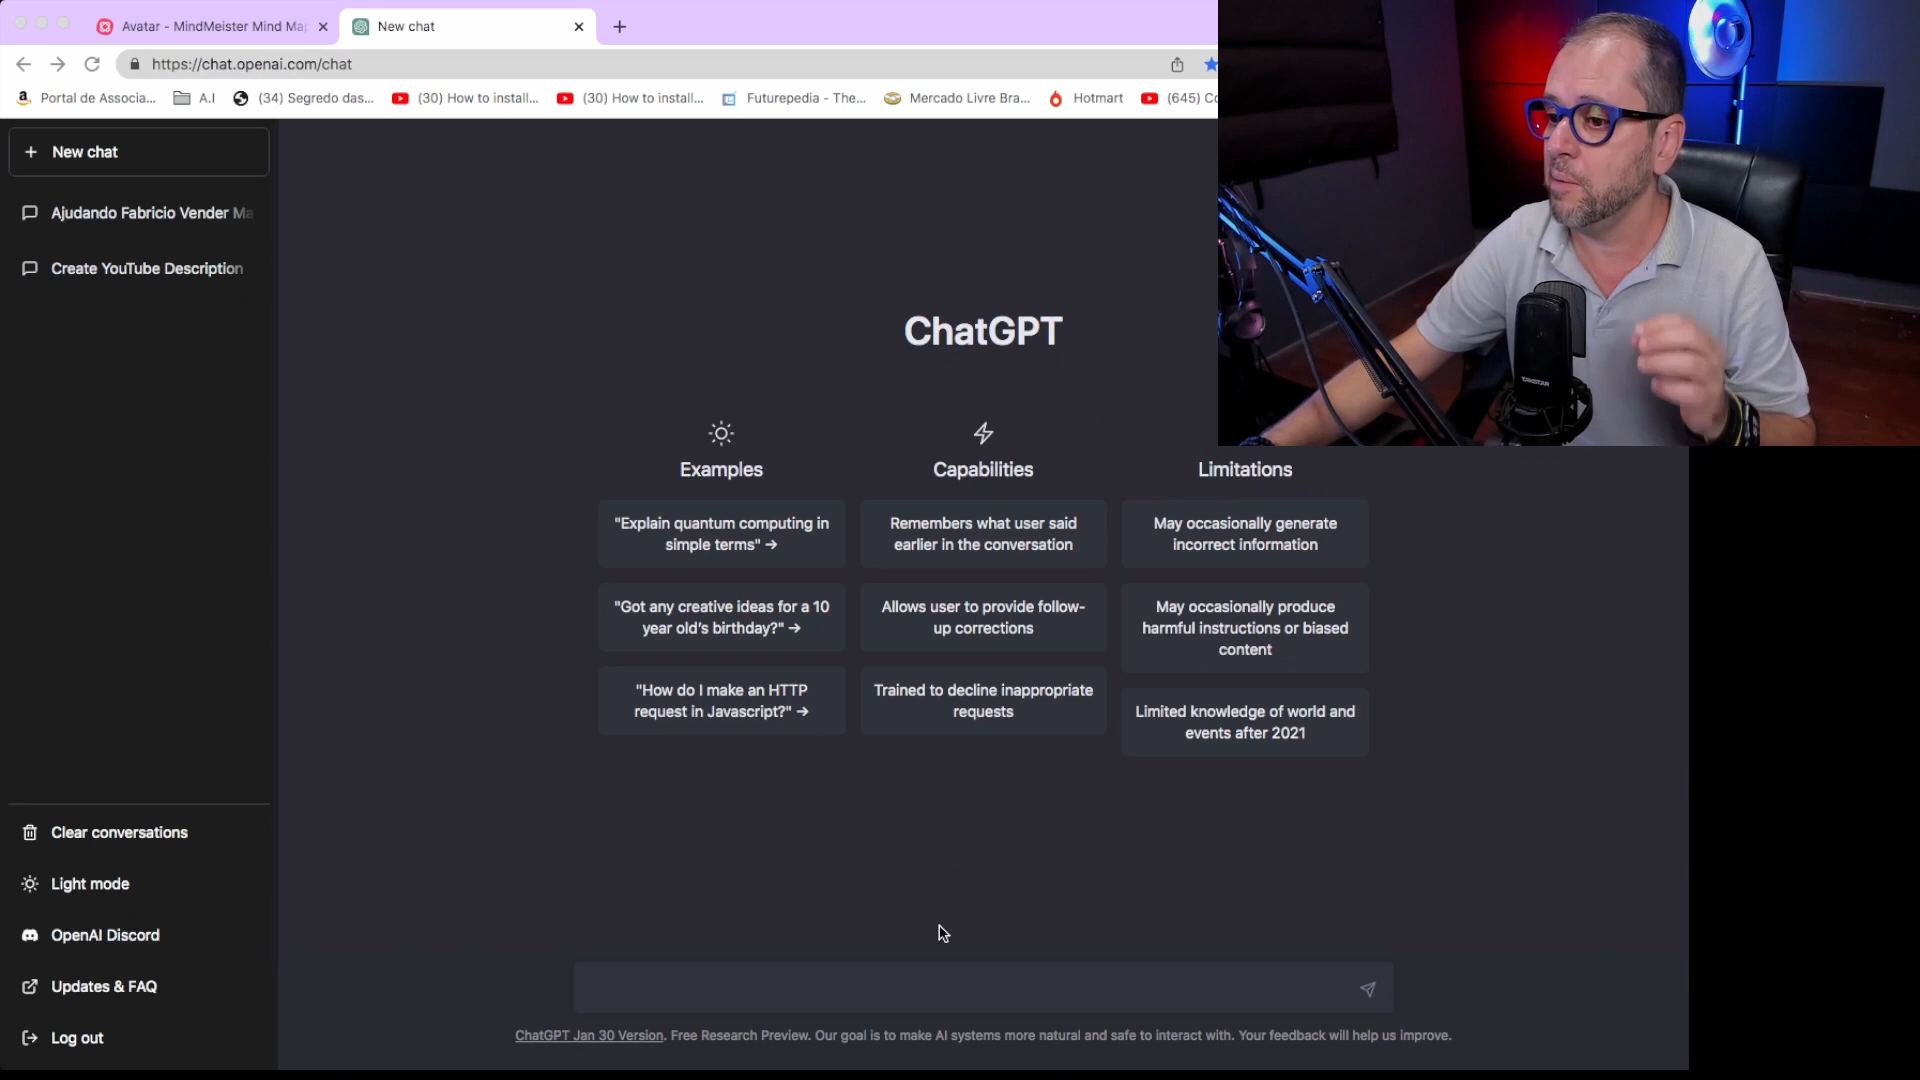 Avatar - MindMeister Mind Ma
New chat
https://chat.openai.com/chat
Portal de Associa...
A.I
(34) Segredo das...
(30) How to install...
(30) How to install...
Futurepedia - The...
Mercado Livre Bra...
Hotmart
(645) Co
New chat
Ajudando Fabricio Vender Ma
Create YouTube Description
ChatGPT
Examples
"Explain quantum computing in
simple terms" →
"Got any creative ideas for a 10
year old's birthday?" →
"How do I make an HTTP
request in Javascript?" →
Capabilities
Remembers what user said
earlier in the conversation
Allows user to provide follow-
up corrections
Trained to decline inappropriate
requests
Limitations
May occasionally generate
incorrect information
May occasionally produce
harmful instructions or biased
content
Limited knowledge of world and
events after 2021
Clear conversations
Light mode
OpenAI Discord
Updates & FAQ
Log out
ChatGPT Jan 30 Version. Free Research Preview. Our goal is to make AI systems more natural and safe to interact with. Your feedback will help us improve.
TAKSTAR